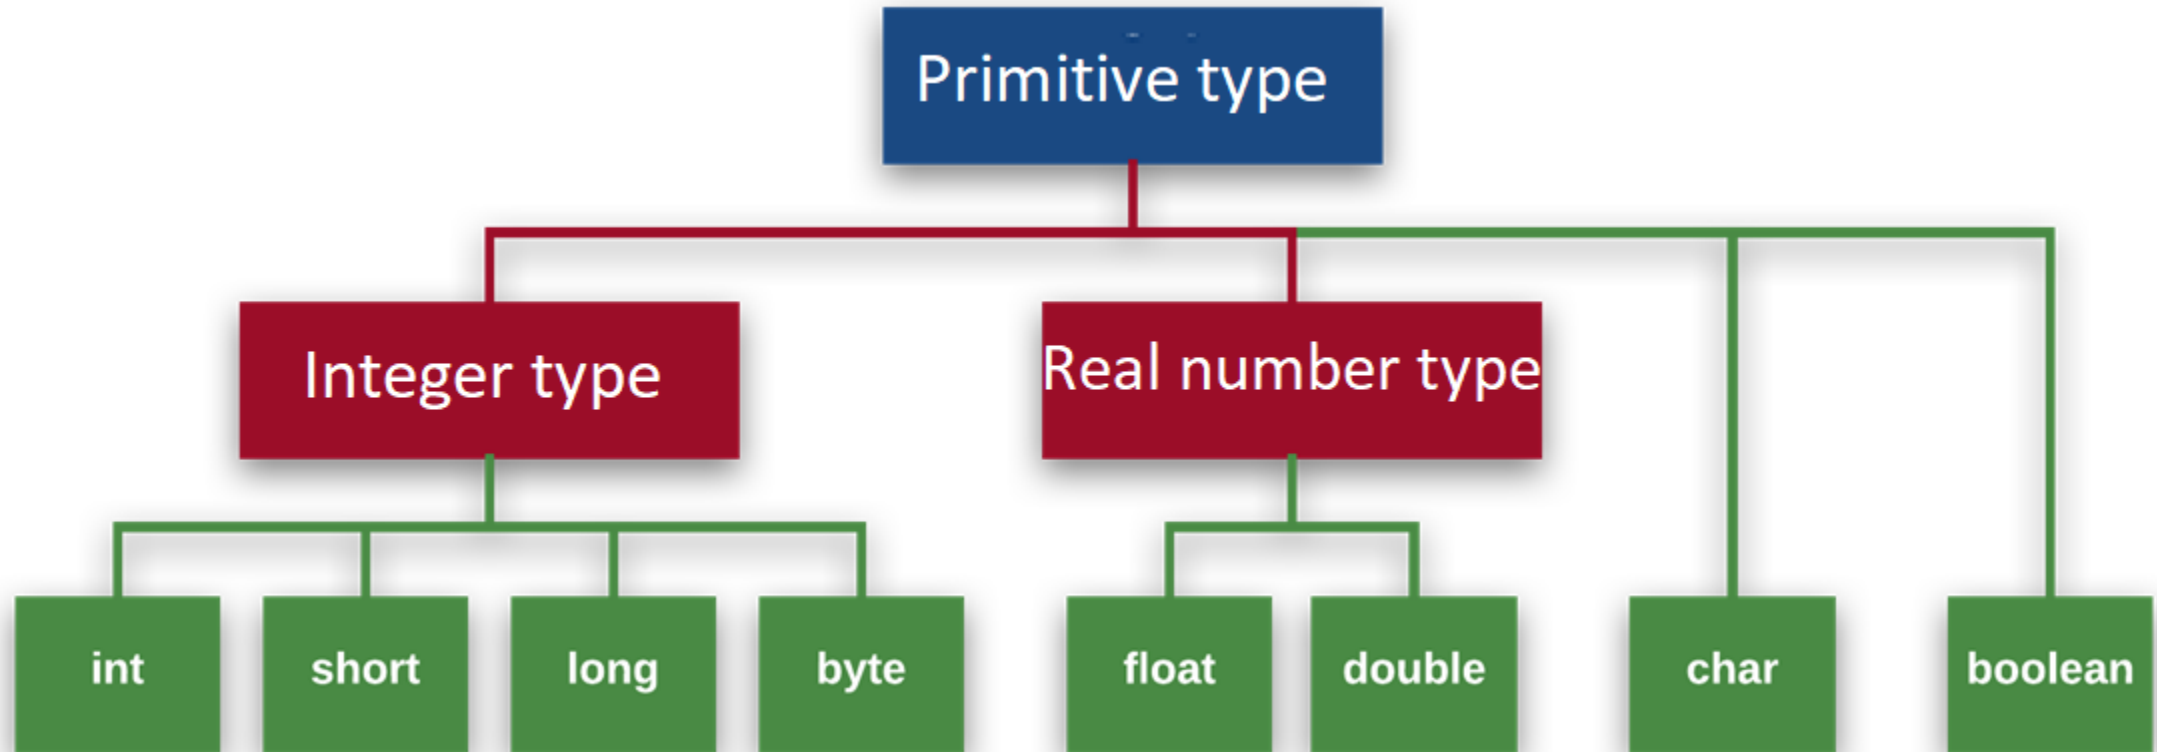 Primitive type
Integer type
Real number type
int
short
long
byte
float
double
char
boolean